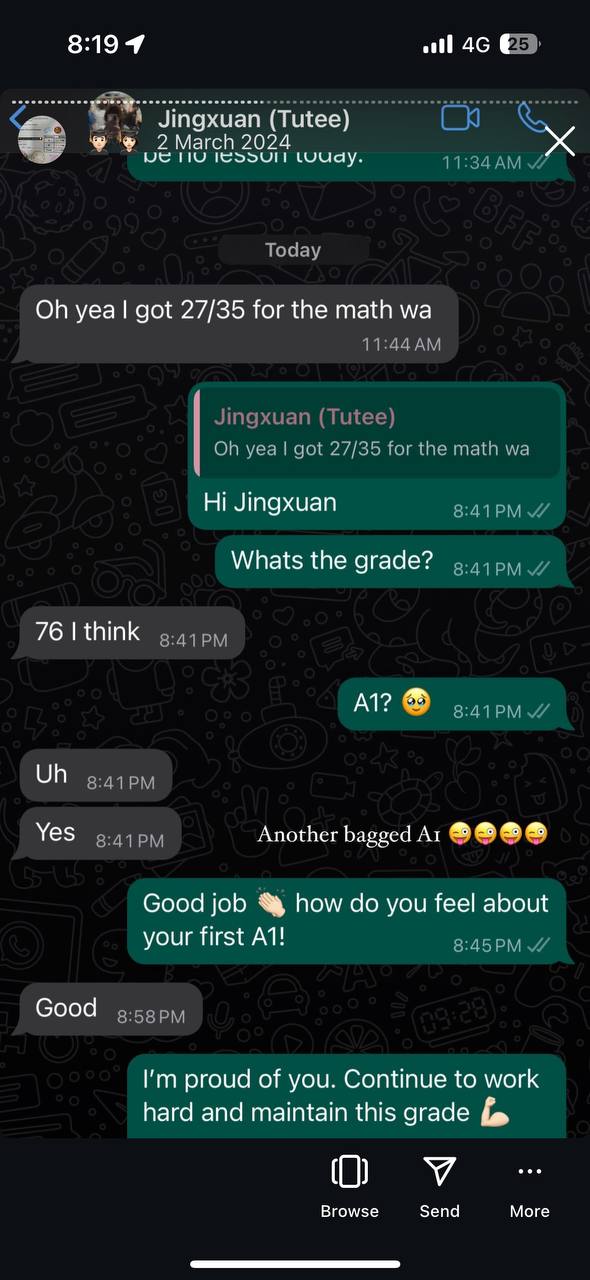 8:19
4G
25
Jingxuan (Tutee)
2 March 2024
be no lesson today.
11:34 AM
Today
Oh yea I got 27/35 for the math wa
11:44 AM
Jingxuan (Tutee)
Oh yea I got 27/35 for the math wa
Hi Jingxuan
8:41 PM
Whats the grade?
8:41 PM
76 I think
8:41 PM
A1? 🥹
8:41 PM
Uh
8:41 PM
Yes
8:41 PM
Another bagged A1 😜😜😜😜
Good job 👏🏻 how do you feel about
your first A1!
8:45 PM
Good
8:58 PM
I’m proud of you. Continue to work
hard and maintain this grade 💪🏻
Browse
Send
More